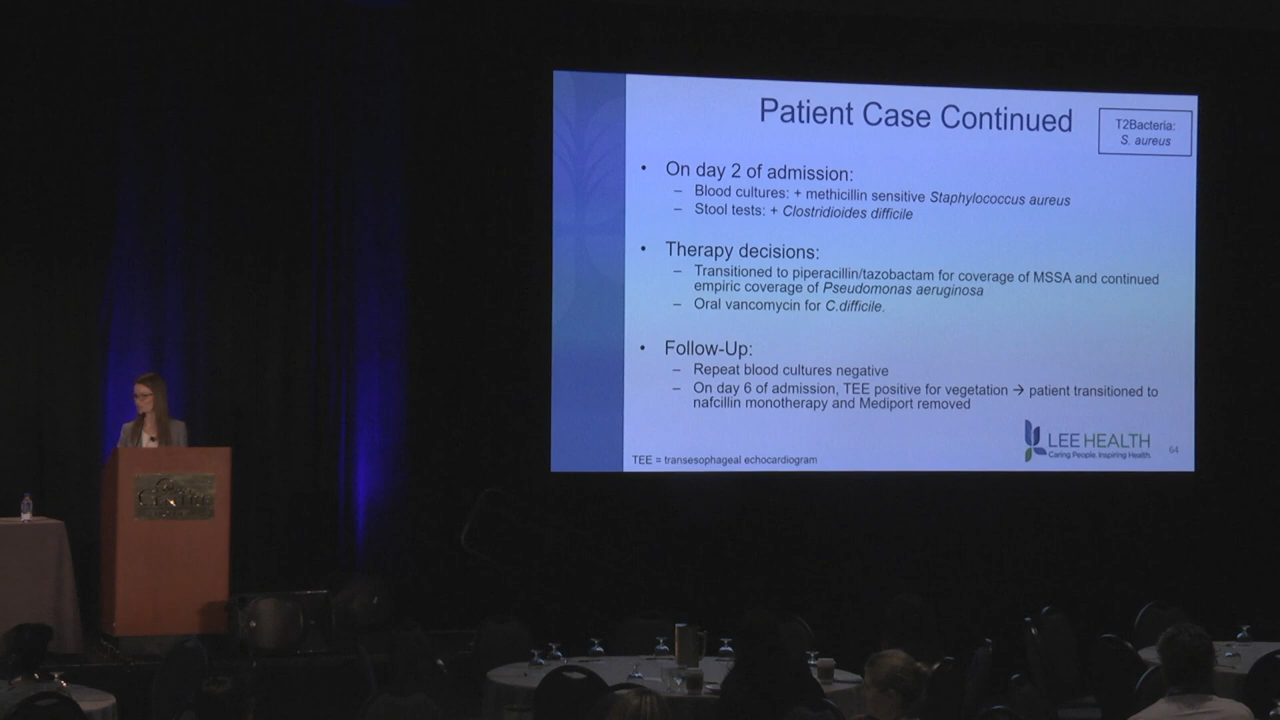 Patient Case Continued
T2Bacteria:
S. aureus
• On day 2 of admission:
– Blood cultures: + methicillin sensitive Staphylococcus aureus
– Stool tests: + Clostridioides difficile
• Therapy decisions:
– Transitioned to piperacillin/tazobactam for coverage of MSSA and continued
empiric coverage of Pseudomonas aeruginosa
– Oral vancomycin for C.difficile.
• Follow-Up:
– Repeat blood cultures negative
– On day 6 of admission, TEE positive for vegetation → patient transitioned to
nafcillin monotherapy and Mediport removed
LEE HEALTH
Caring People. Inspiring Health.
64
TEE = transesophageal echocardiogram